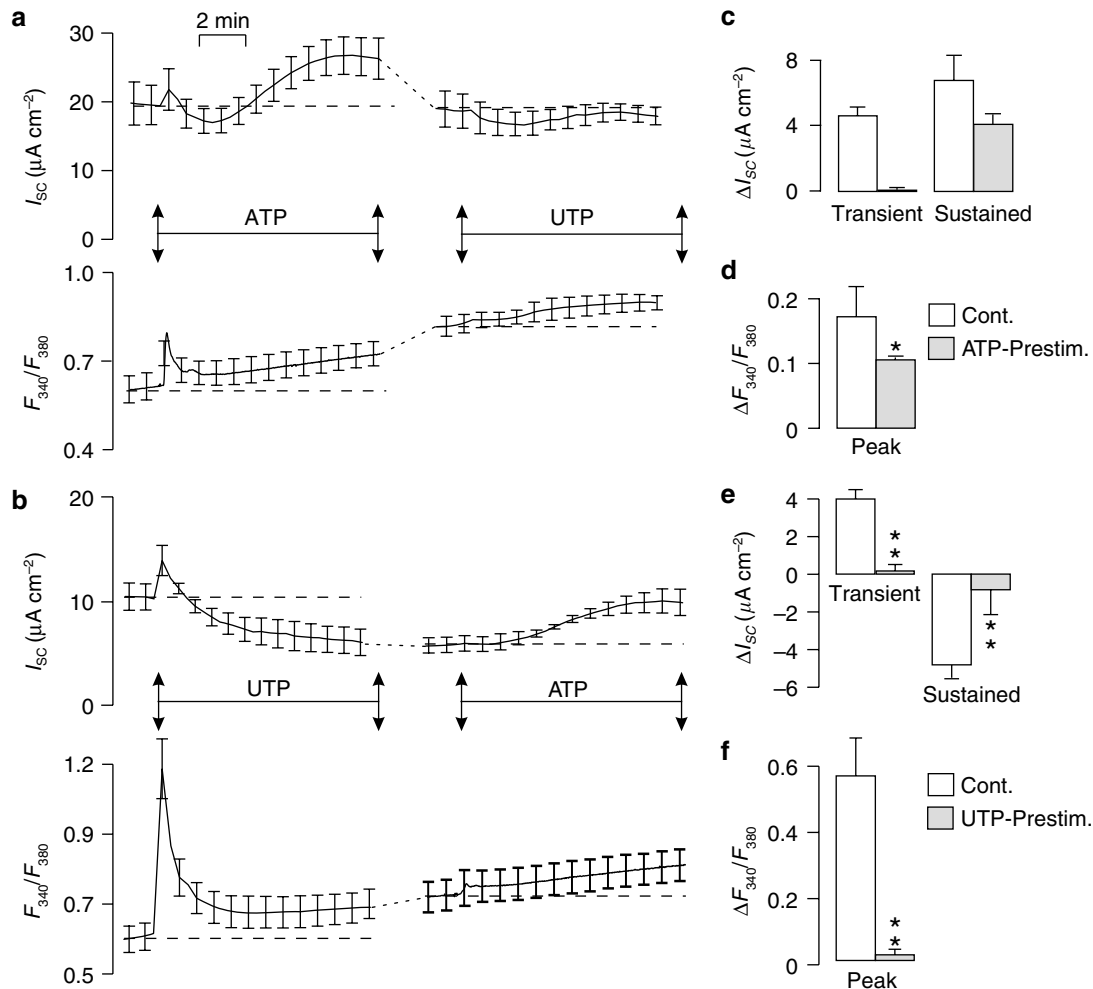 a
2 min
30
20
10
0
I_SC (µA cm⁻²)
ATP
UTP
1.0
0.7
0.4
F₃₄₀/F₃₈₀
b
20
10
0
I_SC (µA cm⁻²)
UTP
ATP
1.2
0.9
0.7
0.5
F₃₄₀/F₃₈₀
c
8
4
0
ΔI_SC (µA cm⁻²)
Transient
Sustained
d
0.2
0.1
0
ΔF₃₄₀/F₃₈₀
*
Peak
Cont.
ATP-Prestim.
e
4
2
0
−2
−4
−6
ΔI_SC (µA cm⁻²)
*
*
Transient
*
*
Sustained
f
0.6
0.4
0.2
0
ΔF₃₄₀/F₃₈₀
*
*
Peak
Cont.
UTP-Prestim.